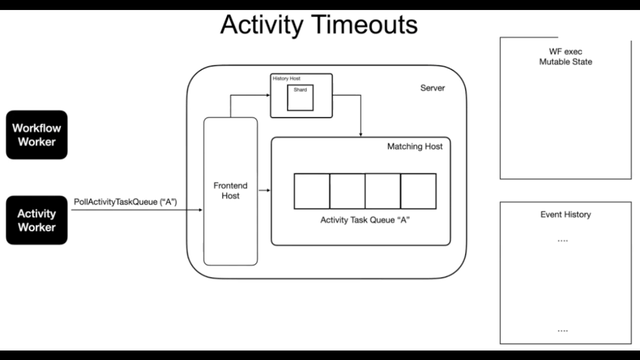 Activity Timeouts
WF exec
Mutable State
History Host
Shard
Server
Workflow
Worker
Matching Host
Frontend
Host
PollActivityTaskQueue ("A")
Activity
Worker
Activity Task Queue "A"
Event History
....
....